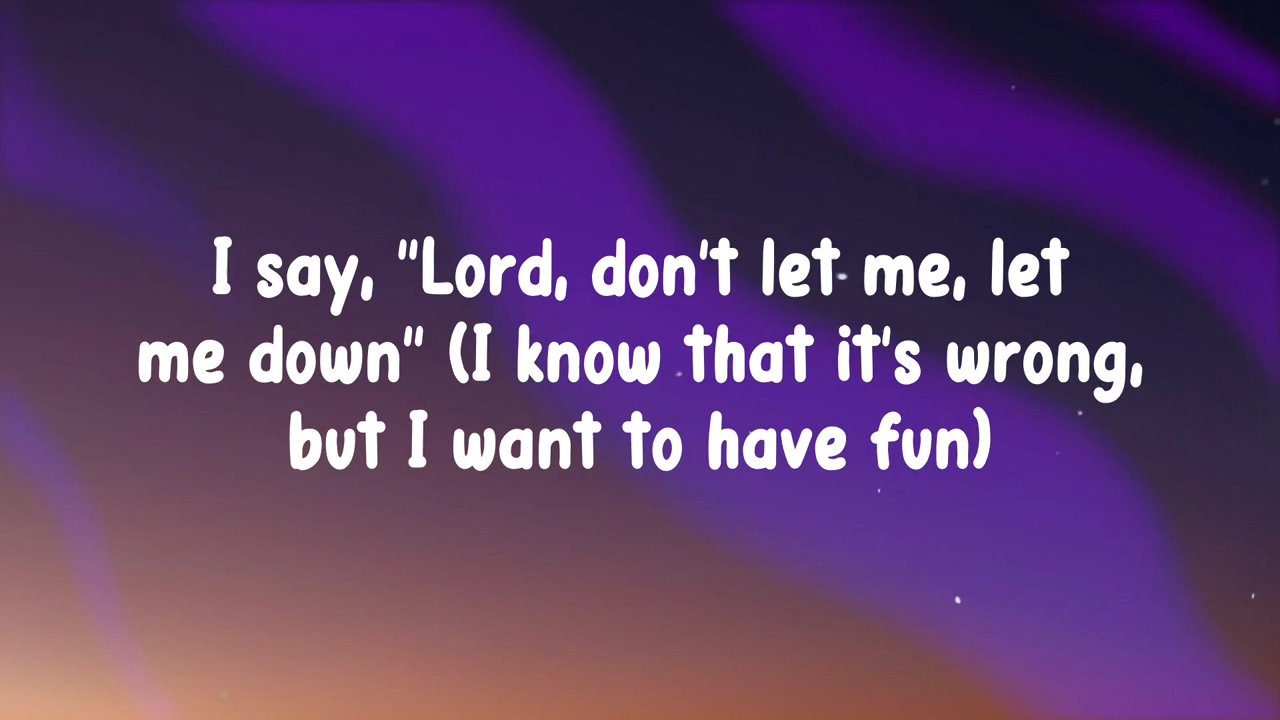 I say, "Lord, don't let me, let
me down" (I know that it's wrong,
but I want to have fun)